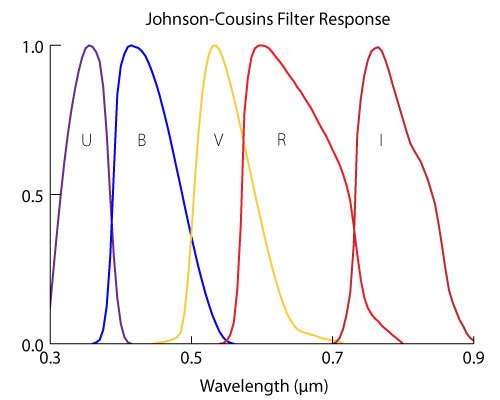 Johnson-Cousins Filter Response
1.0
U B V R I
0.5
0.0
0.3 0.5 0.7 0.9
Wavelength (μm)